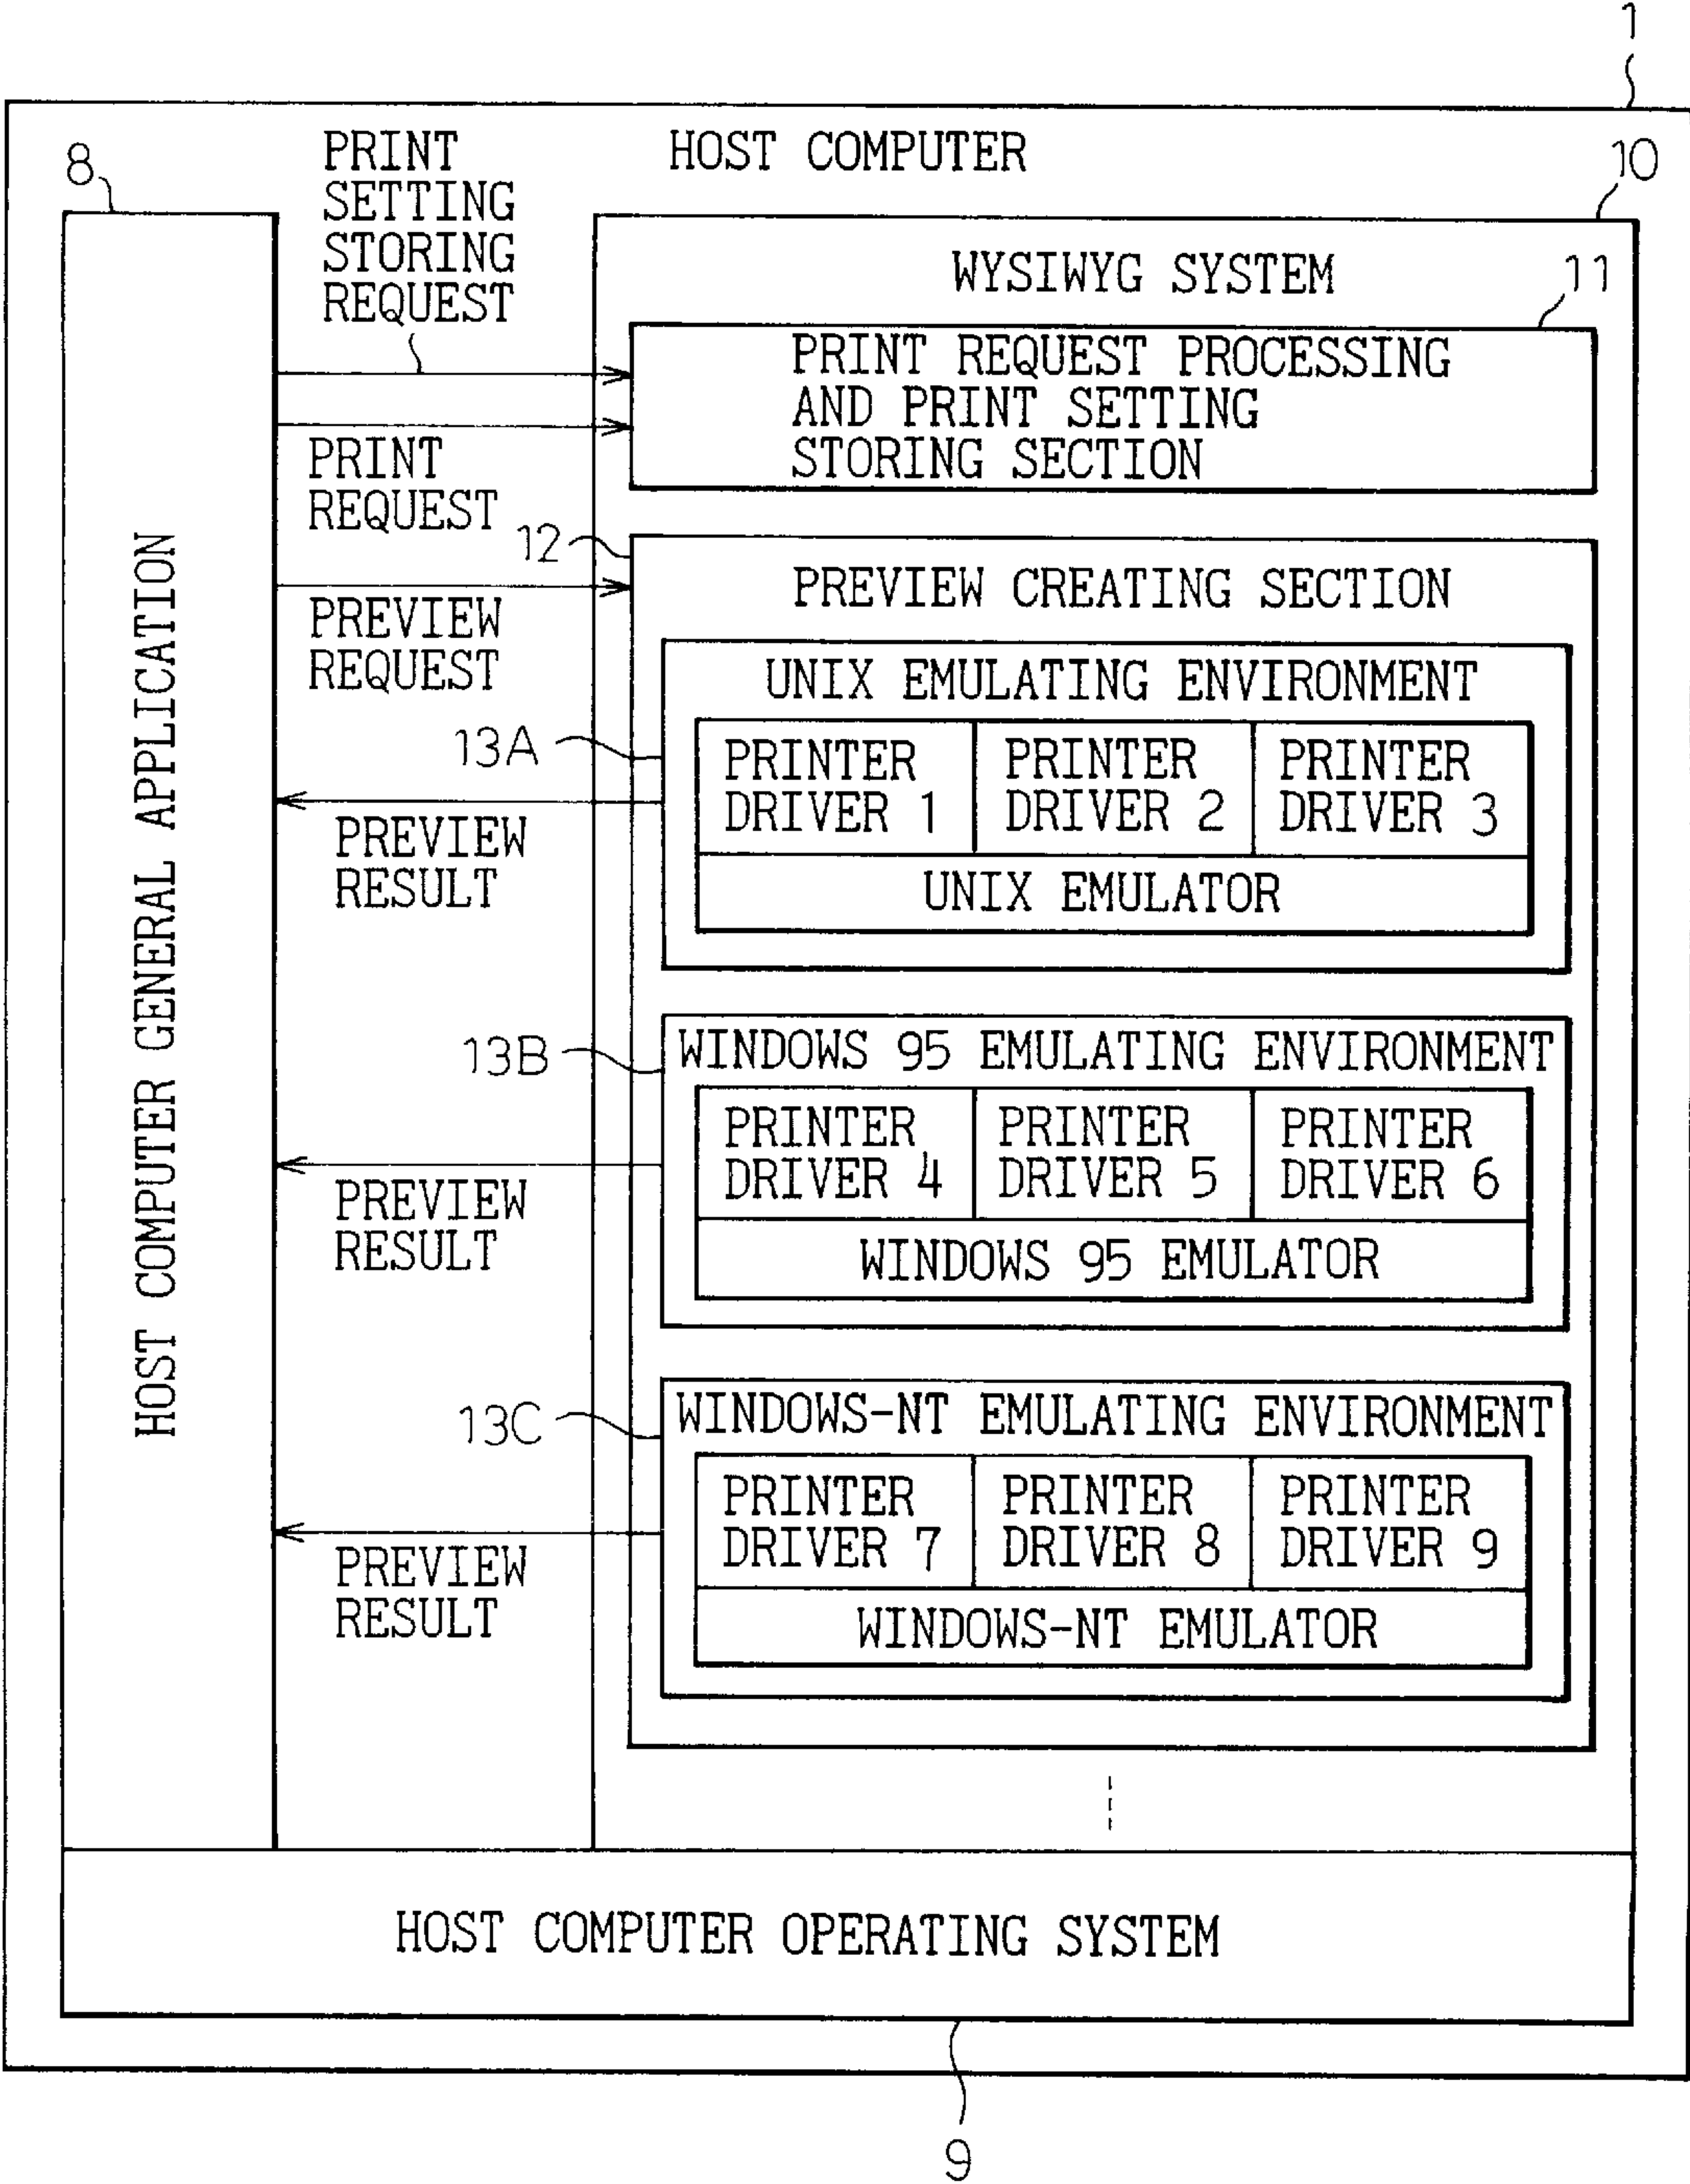 1
HOST COMPUTER
8
PRINT
SETTING
STORING
REQUEST
10
WYSIWYG SYSTEM
11
PRINT REQUEST PROCESSING
AND PRINT SETTING
STORING SECTION
PRINT
REQUEST
12
PREVIEW CREATING SECTION
PREVIEW
REQUEST
HOST COMPUTER GENERAL APPLICATION
UNIX EMULATING ENVIRONMENT
13A
PRINTER
DRIVER 1
PRINTER
DRIVER 2
PRINTER
DRIVER 3
PREVIEW
RESULT
UNIX EMULATOR
13B
WINDOWS 95 EMULATING ENVIRONMENT
PRINTER
DRIVER 4
PRINTER
DRIVER 5
PRINTER
DRIVER 6
PREVIEW
RESULT
WINDOWS 95 EMULATOR
13C
WINDOWS-NT EMULATING ENVIRONMENT
PRINTER
DRIVER 7
PRINTER
DRIVER 8
PRINTER
DRIVER 9
PREVIEW
RESULT
WINDOWS-NT EMULATOR
HOST COMPUTER OPERATING SYSTEM
9